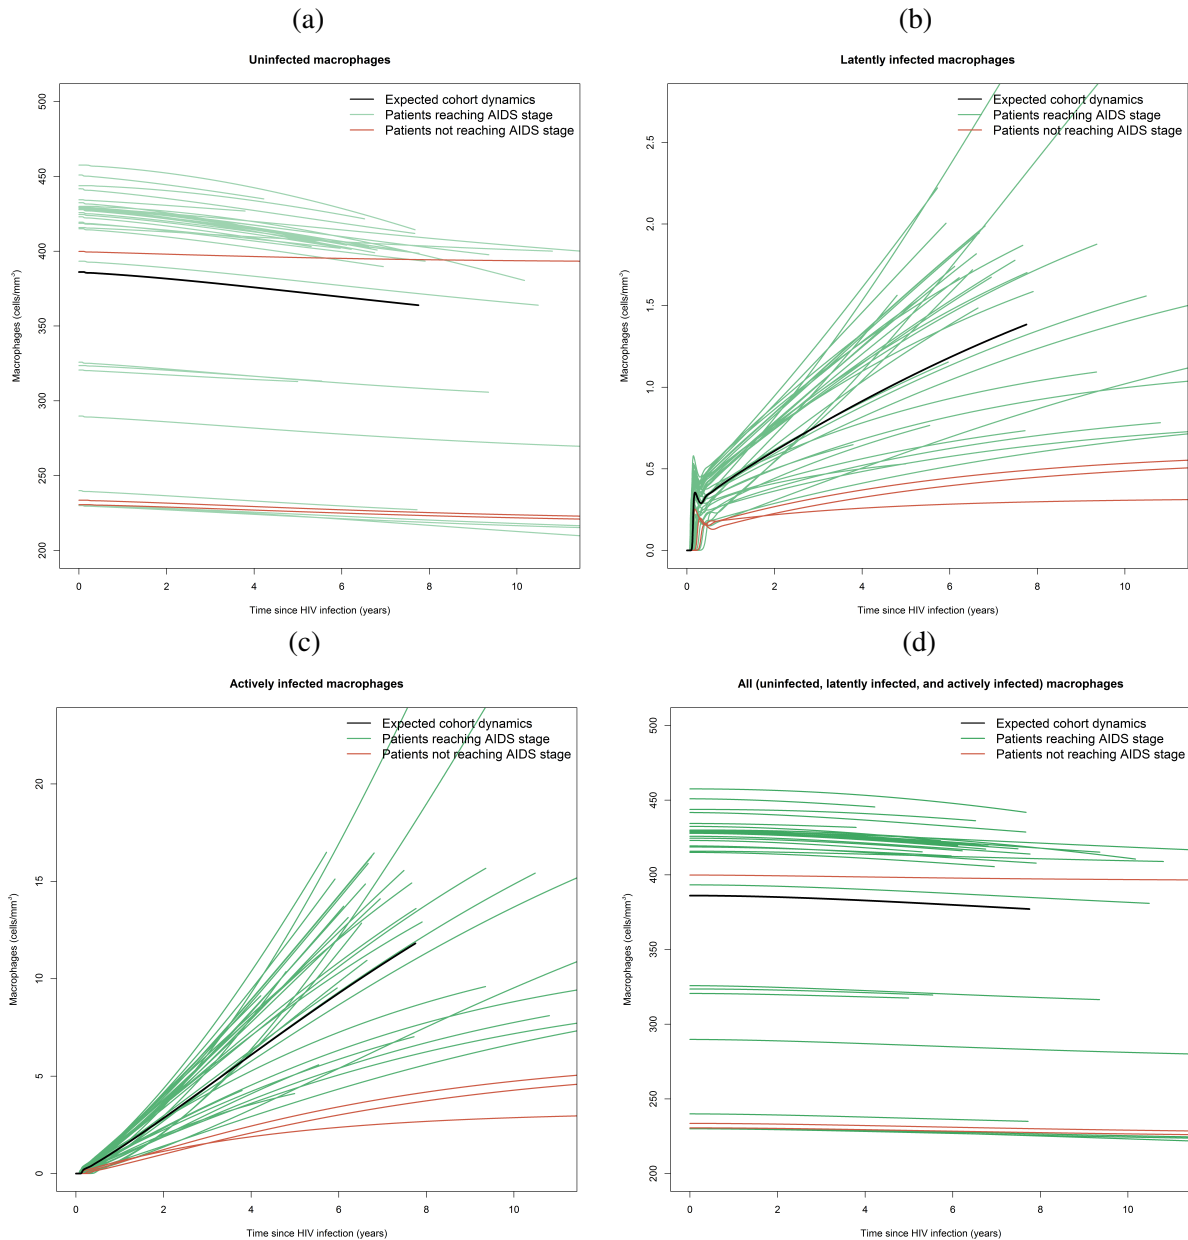 (a)
Uninfected macrophages
Expected cohort dynamics
Patients reaching AIDS stage
Patients not reaching AIDS stage
500
450
400
350
300
250
200
Macrophages (cells/mm³)
0 2 4 6 8 10
Time since HIV infection (years)
(b)
Latently infected macrophages
Expected cohort dynamics
Patients reaching AIDS stage
Patients not reaching AIDS stage
2.5
2.0
1.5
1.0
0.5
0.0
Macrophages (cells/mm³)
0 2 4 6 8 10
Time since HIV infection (years)
(c)
Actively infected macrophages
Expected cohort dynamics
Patients reaching AIDS stage
Patients not reaching AIDS stage
20
15
10
5
0
Macrophages (cells/mm³)
0 2 4 6 8 10
Time since HIV infection (years)
(d)
All (uninfected, latently infected, and actively infected) macrophages
Expected cohort dynamics
Patients reaching AIDS stage
Patients not reaching AIDS stage
500
450
400
350
300
250
200
Macrophages (cells/mm³)
0 2 4 6 8 10
Time since HIV infection (years)